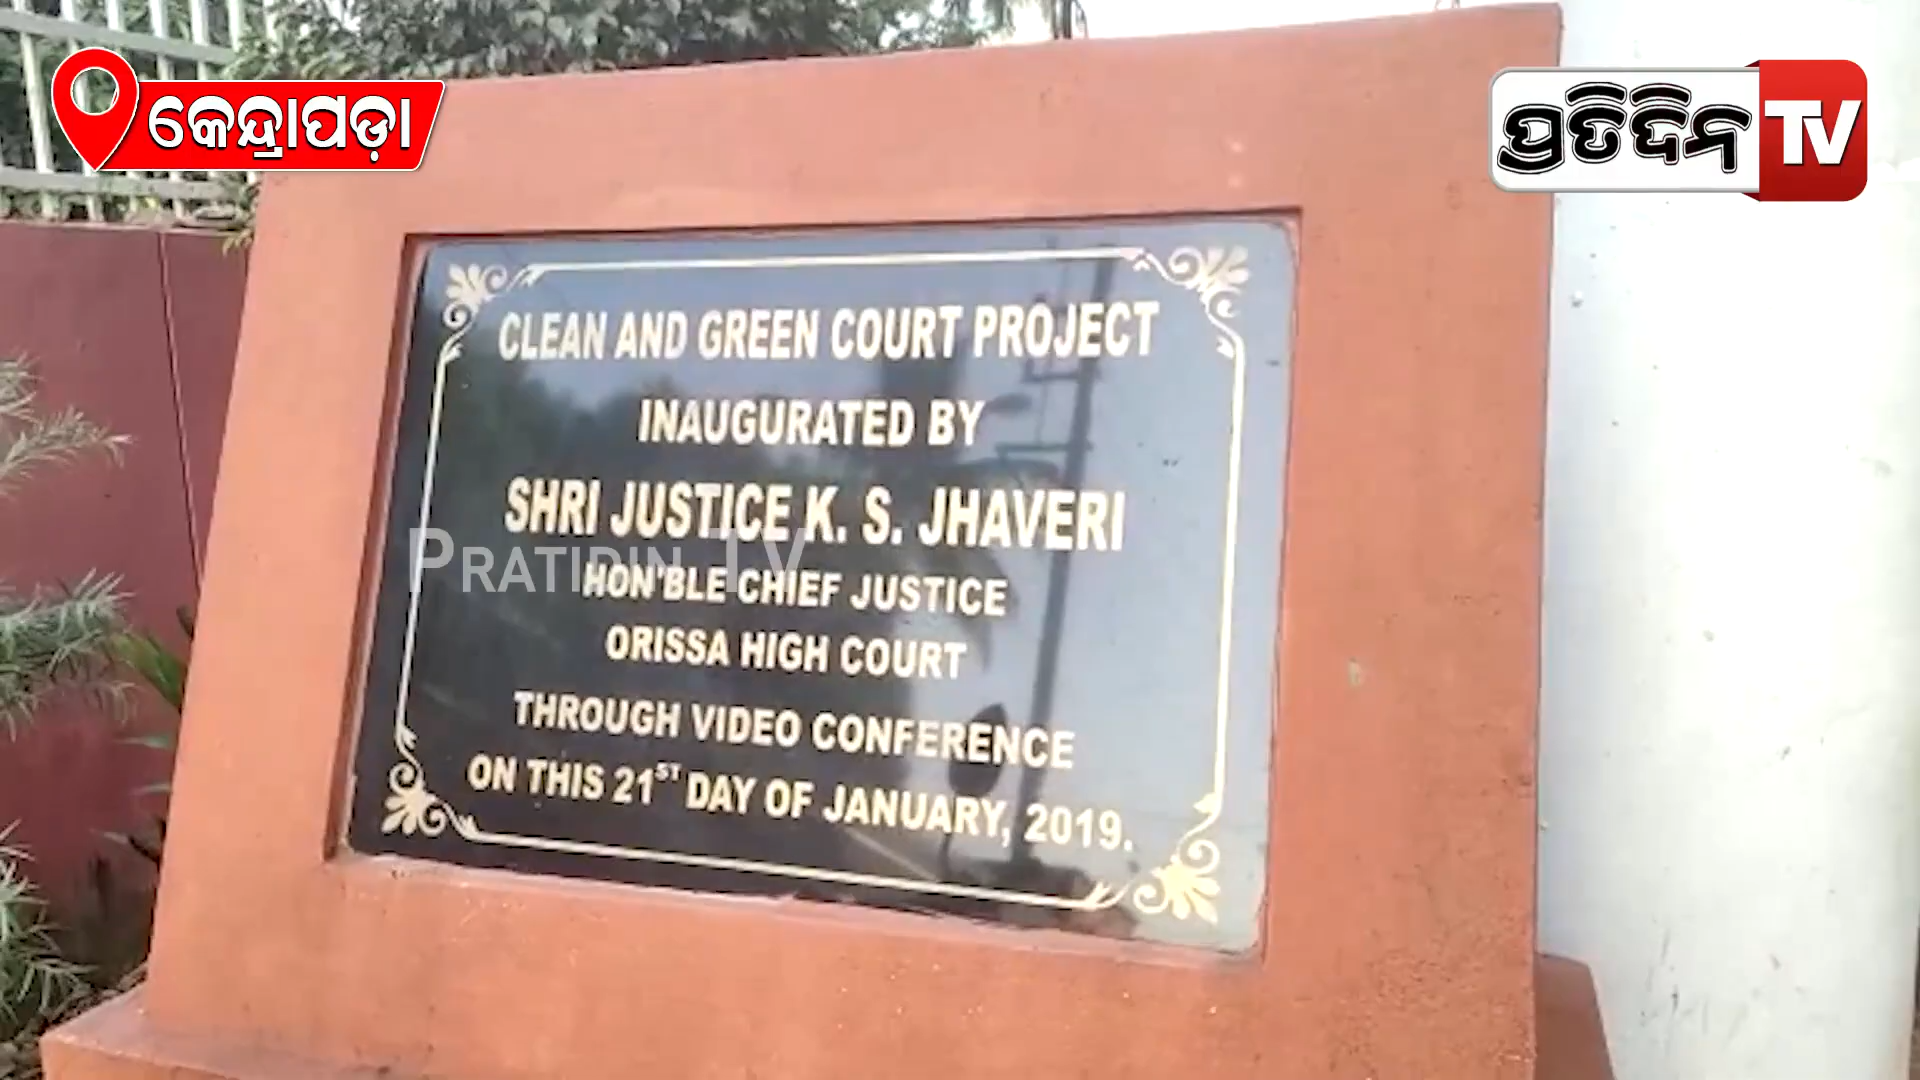 କେନ୍ଦ୍ରାପଡ଼ା
ପ୍ରତିଦିନ TV
CLEAN AND GREEN COURT PROJECT
INAUGURATED BY
SHRI JUSTICE K. S. JHAVERI
PRATIDIN TV
HON'BLE CHIEF JUSTICE
ORISSA HIGH COURT
THROUGH VIDEO CONFERENCE
ON THIS 21ST DAY OF JANUARY, 2019.